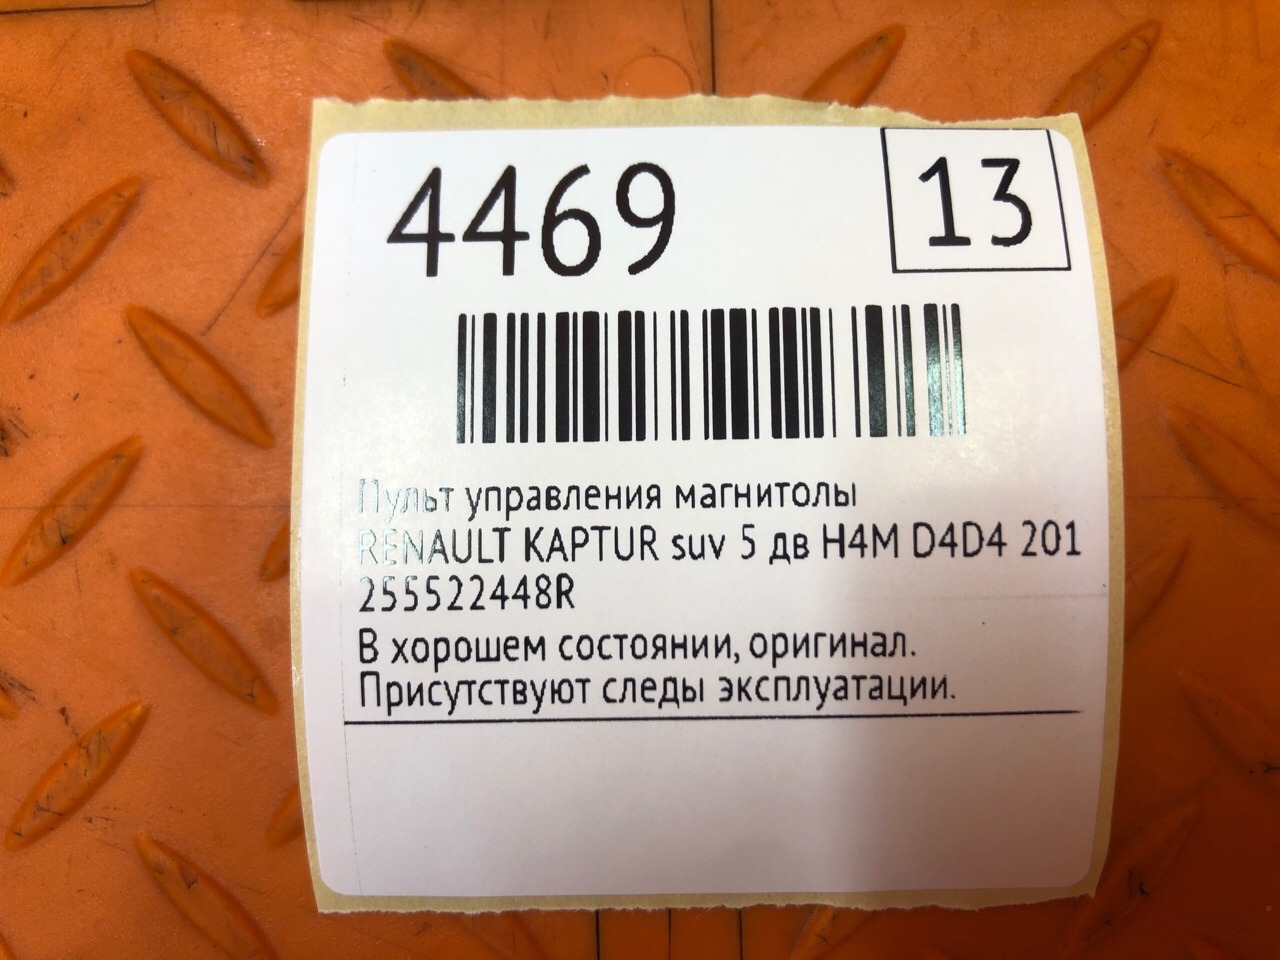 4469
13
Пульт управления магнитолы
RENAULT KAPTUR suv 5 дв H4M D4D4 201
255522448R
В хорошем состоянии, оригинал.
Присутствуют следы эксплуатации.